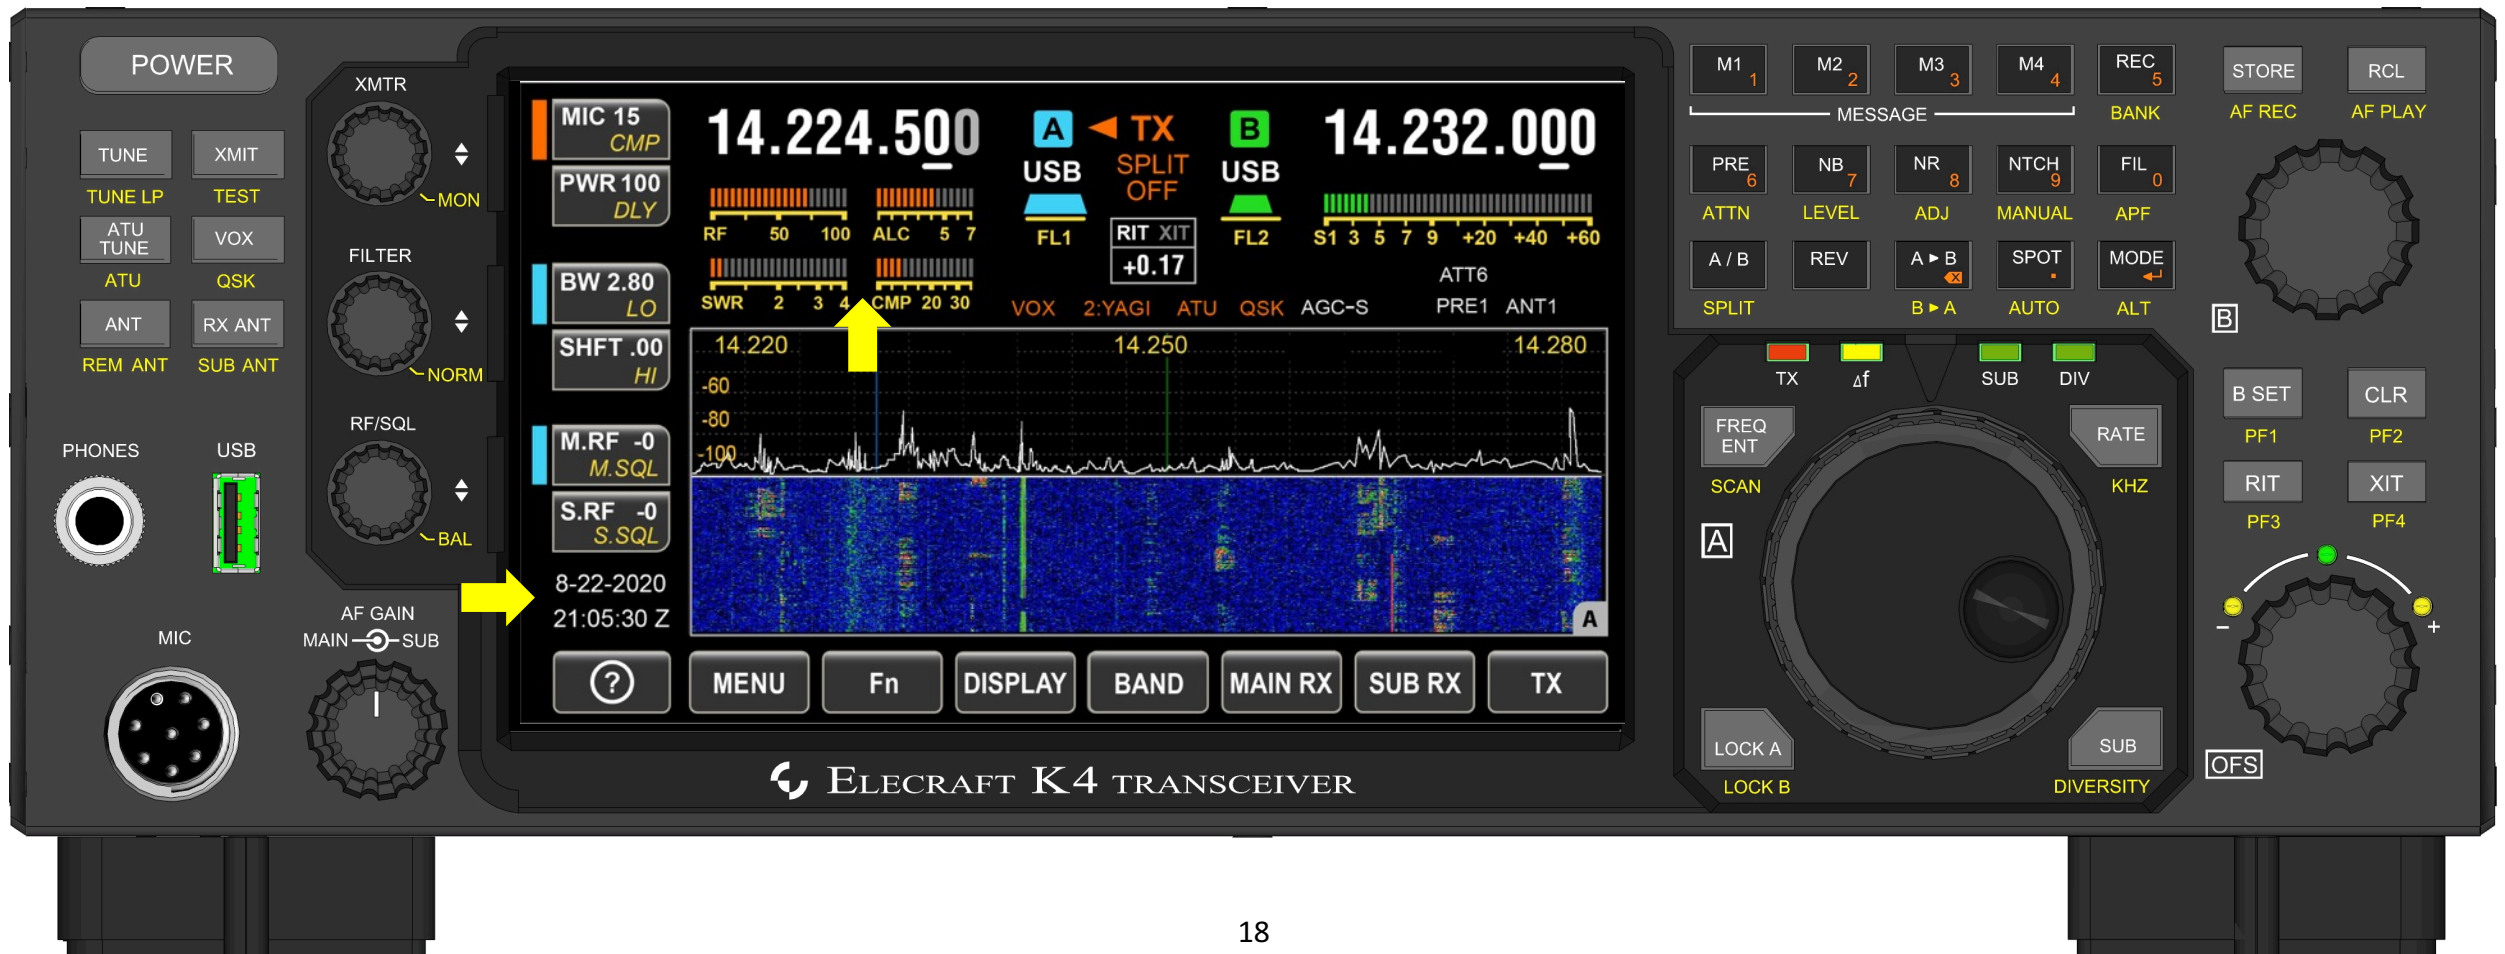 POWER
TUNE
XMIT
TUNE LP
TEST
ATU
TUNE
VOX
ATU
QSK
ANT
RX ANT
REM ANT
SUB ANT
PHONES
USB
MIC
XMTR
MON
FILTER
NORM
RF/SQL
BAL
AF GAIN
MAIN SUB
MIC 15
CMP
PWR 100
DLY
BW 2.80
LO
SHFT .00
HI
M.RF -0
M.SQL
S.RF -0
S.SQL
8-22-2020
21:05:30 Z
14.224.500
A ◄ TX
B
14.232.000
USB
SPLIT
OFF
USB
RF 50 100
ALC 5 7
FL1
RIT XIT
+0.17
FL2
S1 3 5 7 9 +20 +40 +60
SWR 2 3 4
CMP 20 30
ATT6
VOX 2:YAGI ATU QSK AGC-S PRE1 ANT1
14.220 14.250 14.280
-60
-80
-100
A
? MENU Fn DISPLAY BAND MAIN RX SUB RX TX
ELECRAFT K4 TRANSCEIVER
M1 1 M2 2 M3 3 M4 4 REC 5
MESSAGE BANK
PRE 6 NB 7 NR 8 NTCH 9 FIL 0
ATTN LEVEL ADJ MANUAL APF
A / B REV A ► B SPOT . MODE
SPLIT B ► A AUTO ALT
TX Δf SUB DIV
FREQ
ENT
RATE
SCAN
KHZ
A
LOCK A
SUB
LOCK B
DIVERSITY
STORE RCL
AF REC AF PLAY
B
B SET CLR
PF1 PF2
RIT XIT
PF3 PF4
− +
OFS
18